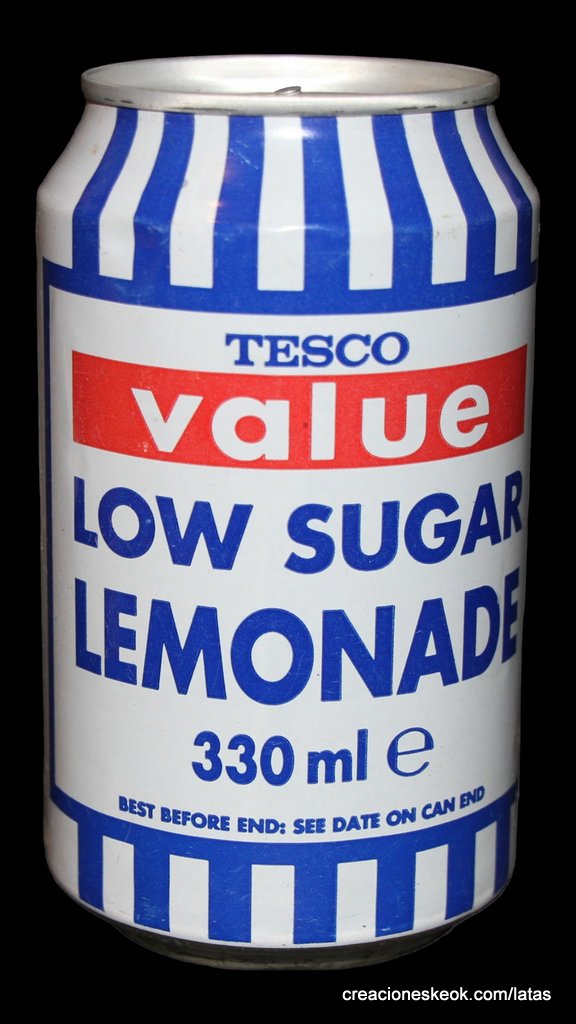 TESCO
value
LOW SUGAR
LEMONADE
330 ml ℮
BEST BEFORE END: SEE DATE ON CAN END
creacioneskeok.com/latas